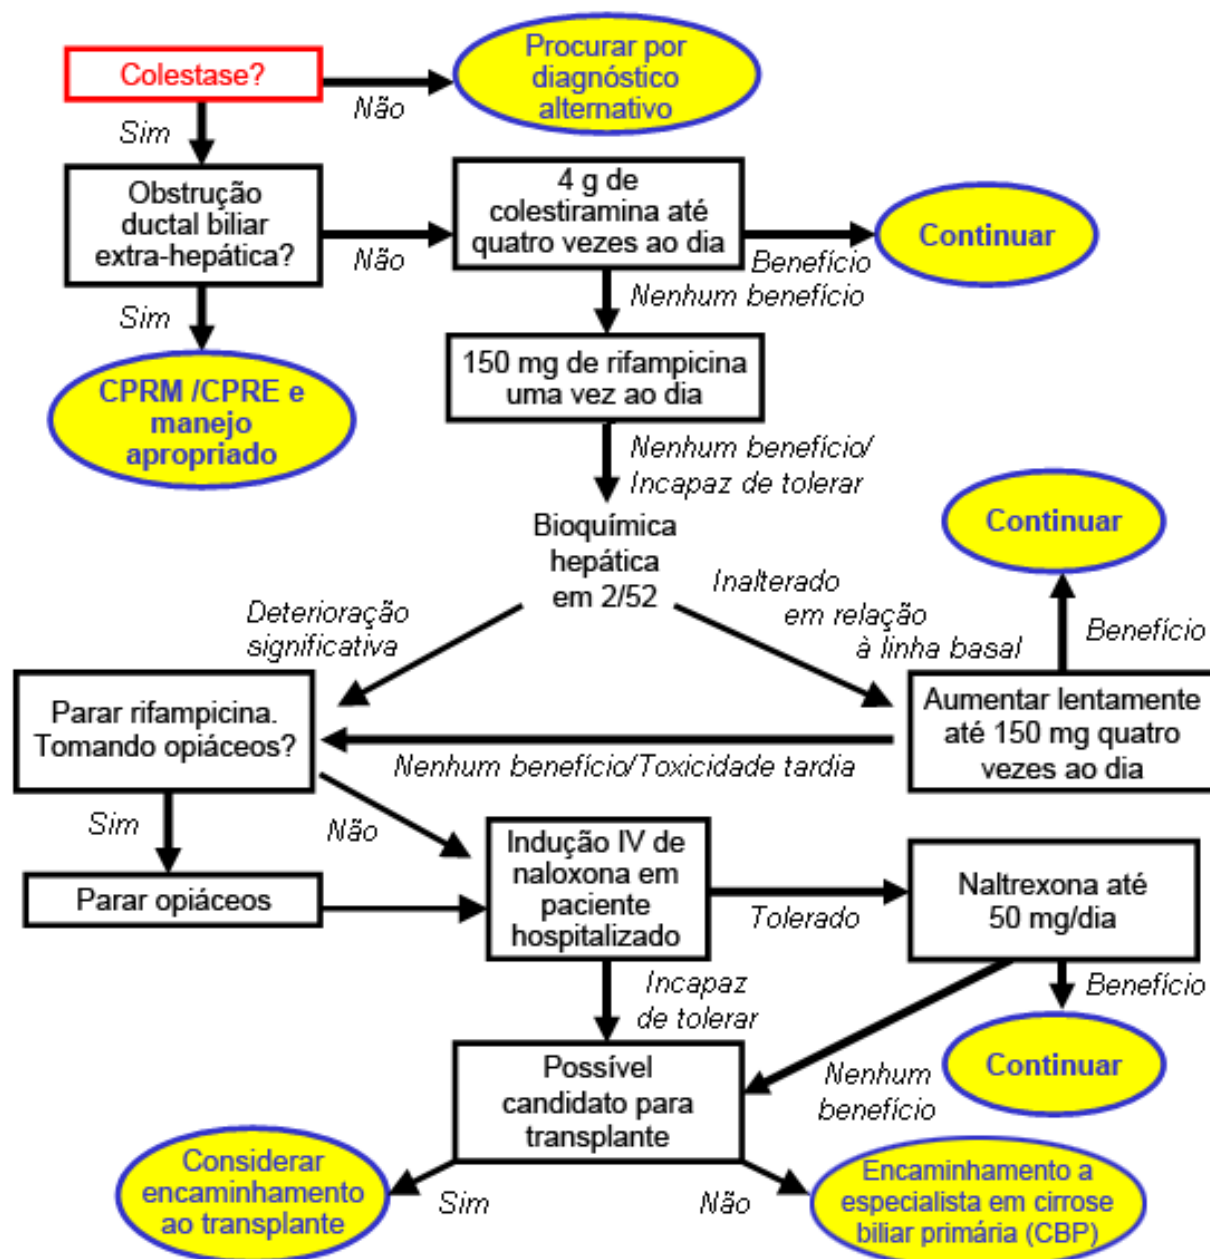 Colestase?
Não
Procurar por
diagnóstico
alternativo
Sim
Obstrução
ductal biliar
extra-hepática?
Não
4 g de
colestiramina até
quatro vezes ao dia
Benefício
Continuar
Sim
Nenhum benefício
CPRM /CPRE e
manejo
apropriado
150 mg de rifampicina
uma vez ao dia
Nenhum benefício/
Incapaz de tolerar
Bioquímica
hepática
em 2/52
Continuar
Deterioração
significativa
Inalterado
em relação
à linha basal
Benefício
Parar rifampicina.
Tomando opiáceos?
Nenhum benefício/Toxicidade tardia
Aumentar lentamente
até 150 mg quatro
vezes ao dia
Sim
Não
Parar opiáceos
Indução IV de
naloxona em
paciente
hospitalizado
Tolerado
Naltrexona até
50 mg/dia
Incapaz
de tolerar
Benefício
Continuar
Nenhum
benefício
Possível
candidato para
transplante
Sim
Não
Considerar
encaminhamento
ao transplante
Encaminhamento a
especialista em cirrose
biliar primária (CBP)